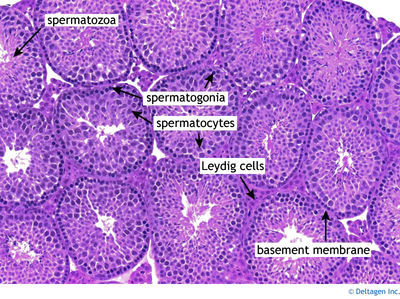 spermatozoa
spermatogonia
spermatocytes
Leydig cells
basement membrane
© Deltagen Inc.